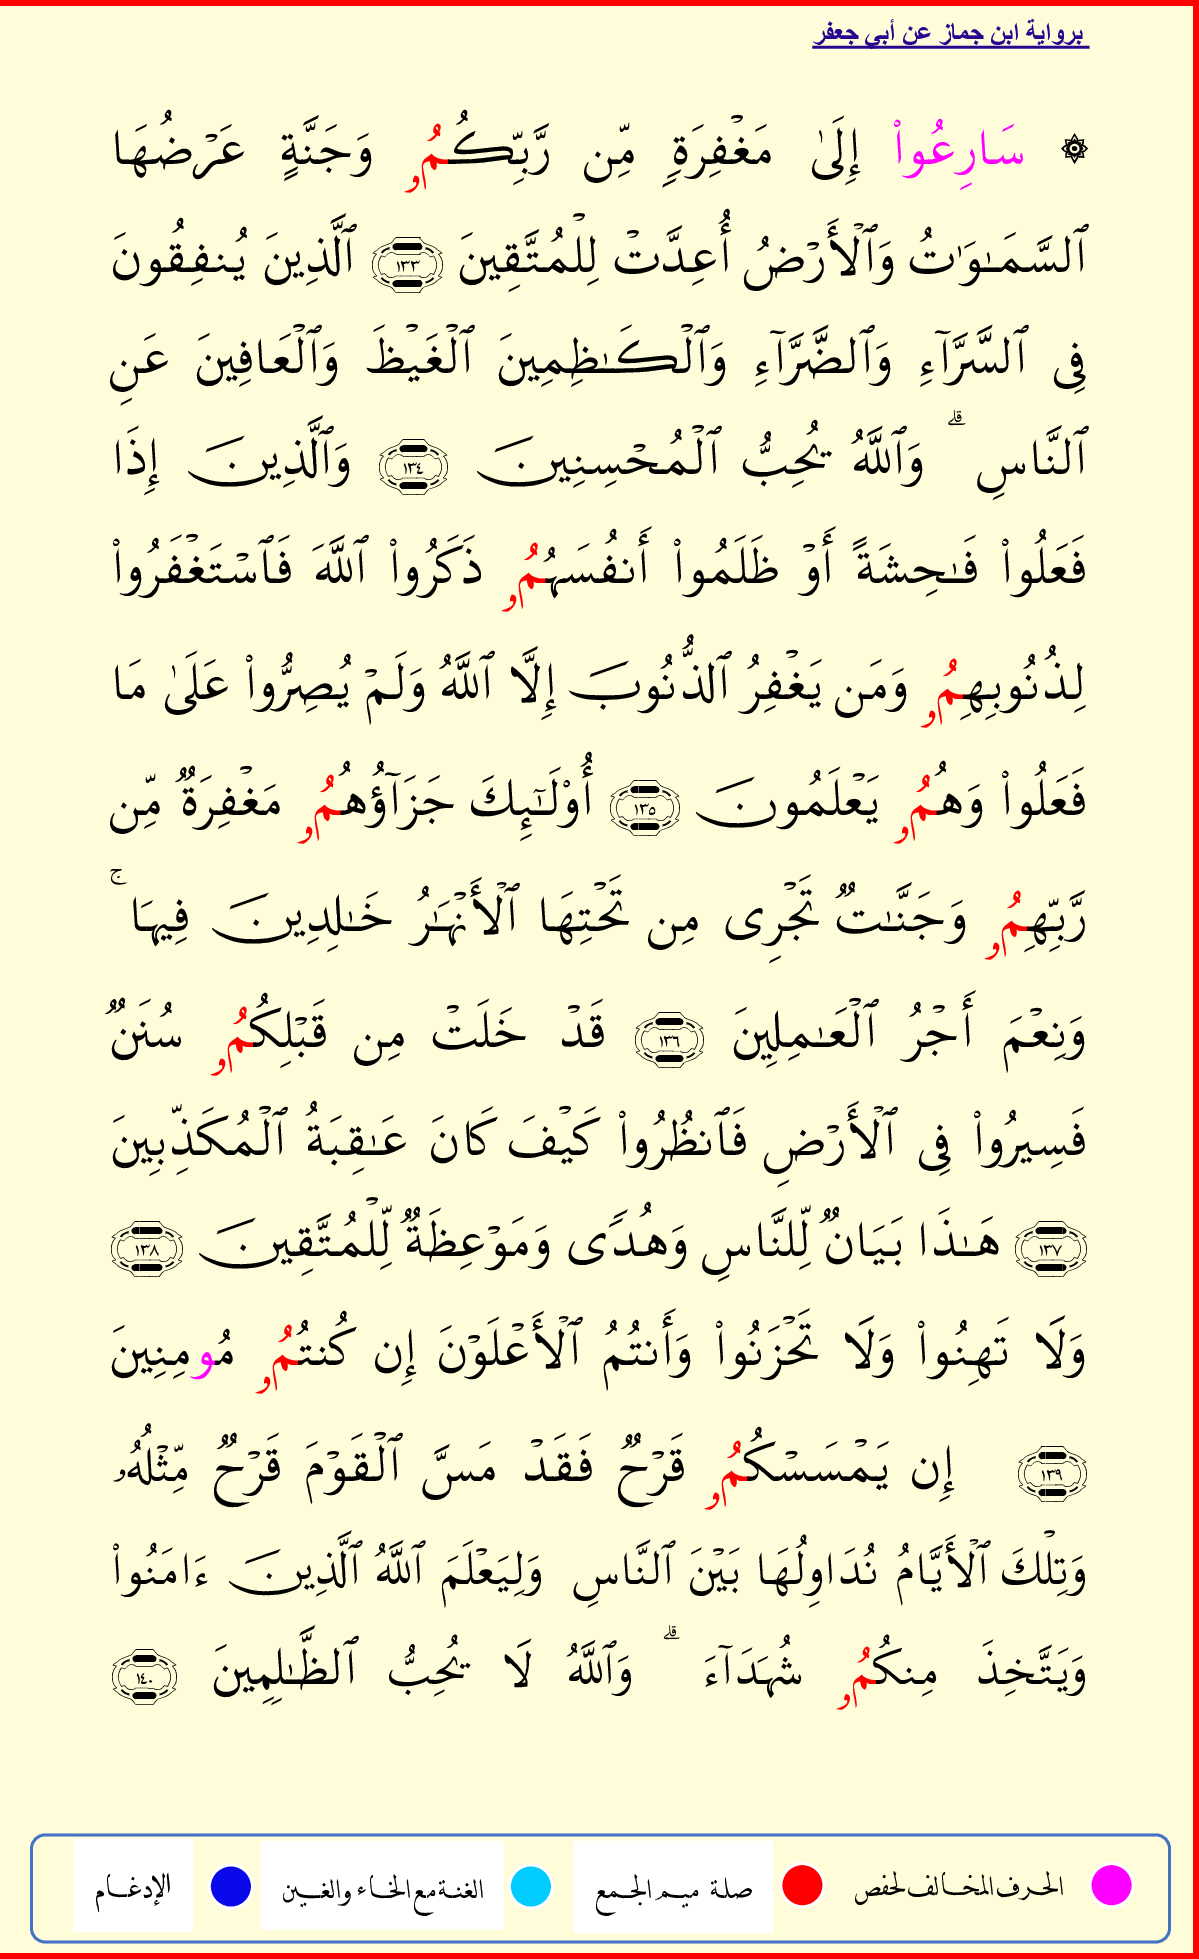 برواية ابن جماز عن أبي جعفر
۞ سَارِعُوا۟ إِلَىٰ مَغْفِرَةٍ مِّن رَّبِّكُمُۥ وَجَنَّةٍ عَرْضُهَا
ٱلسَّمَـٰوَٰتُ وَٱلْأَرْضُ أُعِدَّتْ لِلْمُتَّقِينَ ١٣٣ ٱلَّذِينَ يُنفِقُونَ
فِى ٱلسَّرَّآءِ وَٱلضَّرَّآءِ وَٱلْكَـٰظِمِينَ ٱلْغَيْظَ وَٱلْعَافِينَ عَنِ
ٱلنَّاسِ ۗ وَٱللَّهُ يُحِبُّ ٱلْمُحْسِنِينَ ١٣٤ وَٱلَّذِينَ إِذَا
فَعَلُوا۟ فَـٰحِشَةً أَوْ ظَلَمُوا۟ أَنفُسَهُمُۥ ذَكَرُوا۟ ٱللَّهَ فَٱسْتَغْفَرُوا۟
لِذُنُوبِهِمُۥ وَمَن يَغْفِرُ ٱلذُّنُوبَ إِلَّا ٱللَّهُ وَلَمْ يُصِرُّوا۟ عَلَىٰ مَا
فَعَلُوا۟ وَهُمُۥ يَعْلَمُونَ ١٣٥ أُو۟لَـٰٓئِكَ جَزَآؤُهُمُۥ مَغْفِرَةٌ مِّن
رَّبِّهِمُۥ وَجَنَّـٰتٌ تَجْرِى مِن تَحْتِهَا ٱلْأَنْهَـٰرُ خَـٰلِدِينَ فِيهَا ۚ
وَنِعْمَ أَجْرُ ٱلْعَـٰمِلِينَ ١٣٦ قَدْ خَلَتْ مِن قَبْلِكُمُۥ سُنَنٌ
فَسِيرُوا۟ فِى ٱلْأَرْضِ فَٱنظُرُوا۟ كَيْفَ كَانَ عَـٰقِبَةُ ٱلْمُكَذِّبِينَ
١٣٧ هَـٰذَا بَيَانٌ لِّلنَّاسِ وَهُدًى وَمَوْعِظَةٌ لِّلْمُتَّقِينَ ١٣٨
وَلَا تَهِنُوا۟ وَلَا تَحْزَنُوا۟ وَأَنتُمُ ٱلْأَعْلَوْنَ إِن كُنتُمُۥ مُومِنِينَ
١٣٩ إِن يَمْسَسْكُمُۥ قَرْحٌ فَقَدْ مَسَّ ٱلْقَوْمَ قَرْحٌ مِّثْلُهُۥ
وَتِلْكَ ٱلْأَيَّامُ نُدَاوِلُهَا بَيْنَ ٱلنَّاسِ وَلِيَعْلَمَ ٱللَّهُ ٱلَّذِينَ ءَامَنُوا۟
وَيَتَّخِذَ مِنكُمُۥ شُهَدَآءَ ۗ وَٱللَّهُ لَا يُحِبُّ ٱلظَّـٰلِمِينَ ١٤٠
الحرف المخالف لحفص صلة ميم الجمع الغنة مع الخاء والغين الإدغام